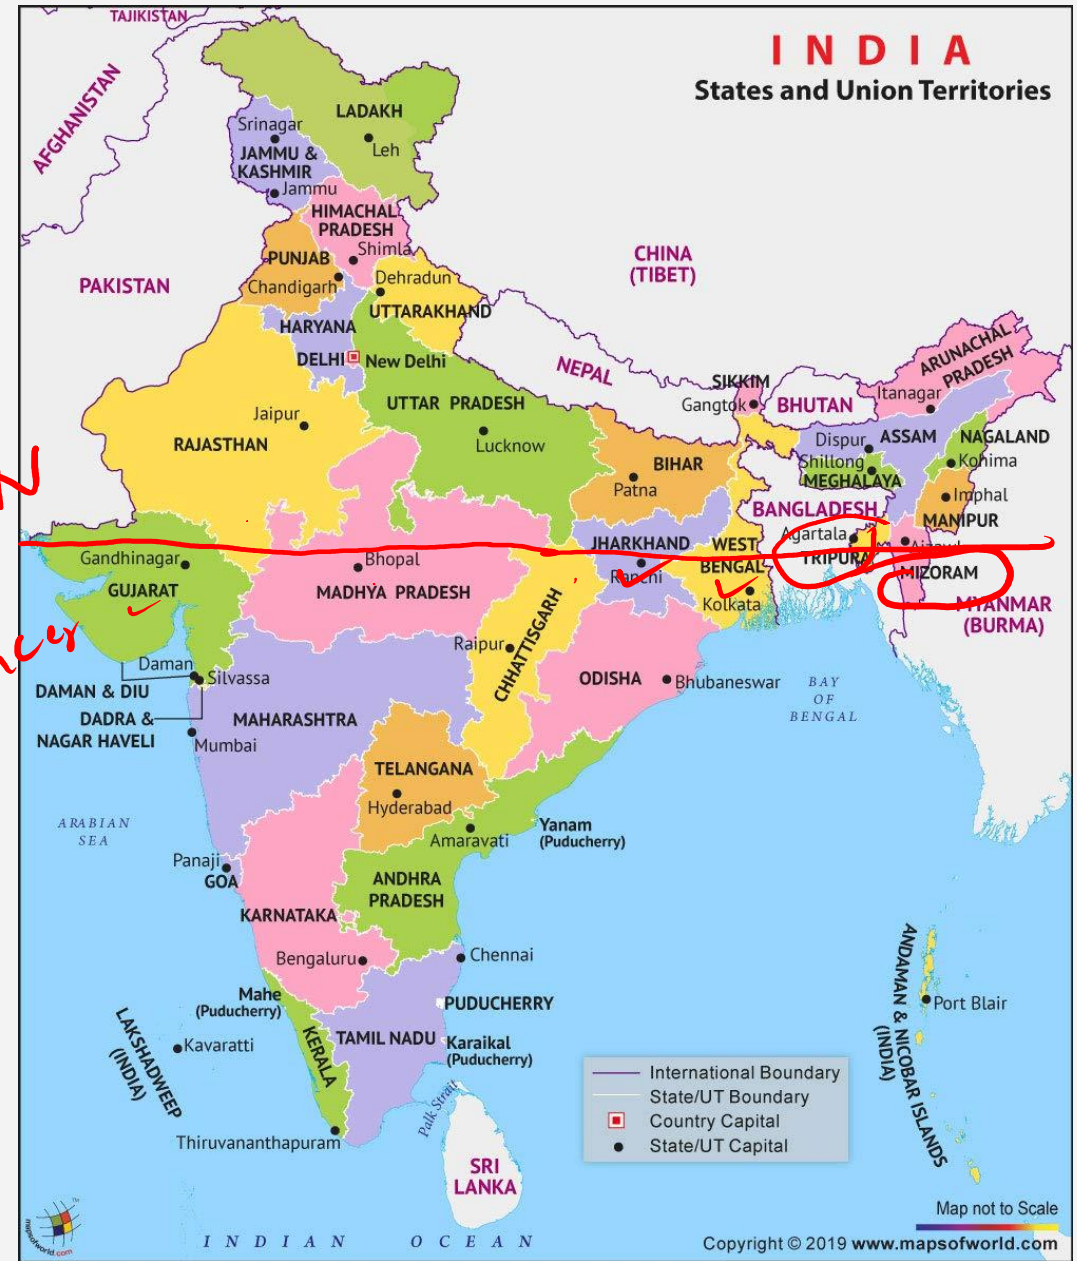 TAJIKISTAN
INDIA
States and Union Territories
AFGHANISTAN
LADAKH
Srinagar
Leh
JAMMU &
KASHMIR
Jammu
HIMACHAL
PRADESH
Shimla
PUNJAB
CHINA
(TIBET)
PAKISTAN
Chandigarh
Dehradun
UTTARAKHAND
HARYANA
DELHI
New Delhi
NEPAL
ARUNACHAL
PRADESH
SIKKIM
Gangtok
BHUTAN
Itanagar
UTTAR PRADESH
Jaipur
RAJASTHAN
Lucknow
Dispur
ASSAM
NAGALAND
Shillong
Kohima
BIHAR
MEGHALAYA
Patna
Imphal
N
BANGLADESH
MANIPUR
Agartala
JHARKHAND
WEST
BENGAL
Aizawl
Gandhinagar
Bhopal
TRIPURA
Ranchi
MIZORAM
GUJARAT
MADHYA PRADESH
Kolkata
MYANMAR
(BURMA)
ncer
Raipur
CHHATTISGARH
Daman
Silvassa
ODISHA
Bhubaneswar
DAMAN & DIU
BAY
OF
BENGAL
DADRA &
NAGAR HAVELI
MAHARASHTRA
Mumbai
TELANGANA
Hyderabad
ARABIAN
SEA
Amaravati
Yanam
(Puducherry)
Panaji
GOA
ANDHRA
PRADESH
KARNATAKA
Bengaluru
Chennai
Mahe
(Puducherry)
PUDUCHERRY
ANDAMAN & NICOBAR ISLANDS
(INDIA)
Port Blair
LAKSHADWEEP
(INDIA)
Kavaratti
KERALA
TAMIL NADU
Karaikal
(Puducherry)
International Boundary
State/UT Boundary
Country Capital
State/UT Capital
Palk Strait
Thiruvananthapuram
SRI
LANKA
Map not to Scale
mapsofworld.com
INDIAN OCEAN
Copyright © 2019 www.mapsofworld.com